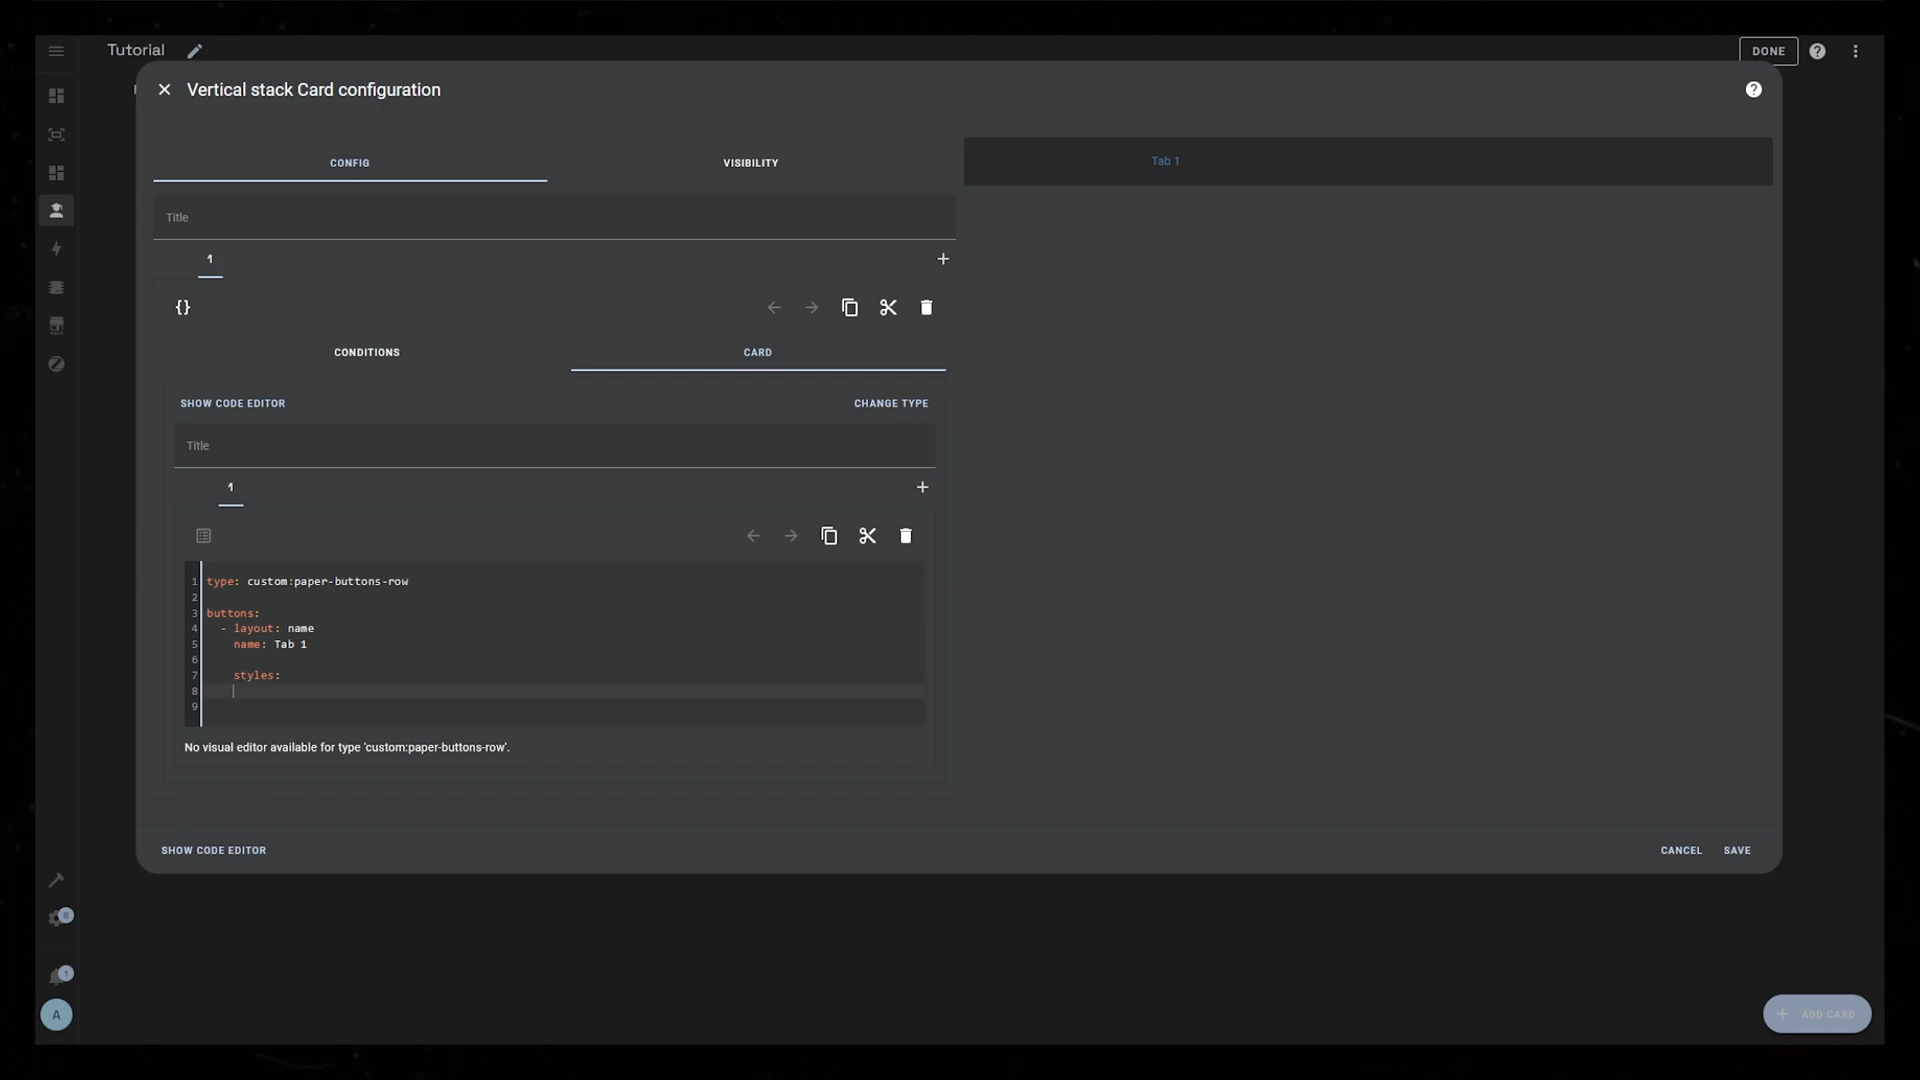 Tutorial
DONE
Vertical stack Card configuration
CONFIG
VISIBILITY
Tab 1
Title
1
{}
CONDITIONS
CARD
SHOW CODE EDITOR
CHANGE TYPE
Title
1
1 type: custom:paper-buttons-row
2
3 buttons:
4 - layout: name
5 name: Tab 1
6
7 styles:
8
9
No visual editor available for type 'custom:paper-buttons-row'.
SHOW CODE EDITOR
CANCEL
SAVE
8
1
A
ADD CARD